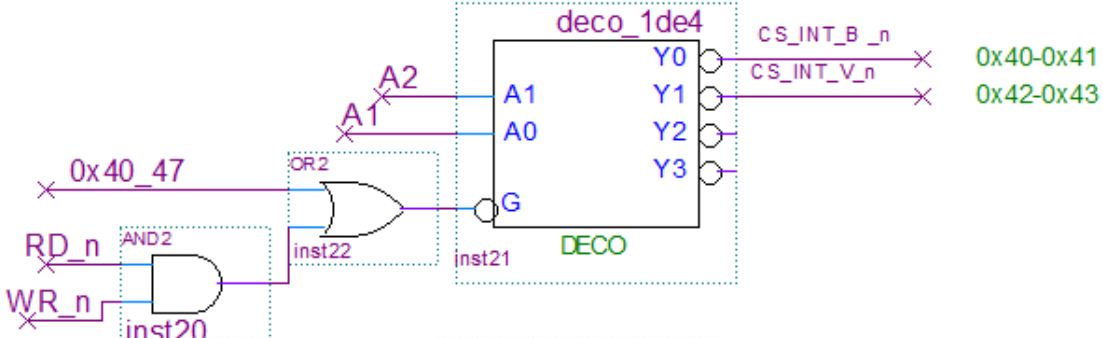 deco_1de4
CS_INT_B _n
Y0
0x40-0x41
CS_INT_V_n
A2
A1
Y1
0x42-0x43
A1
A0
Y2
0x40_47
OR2
Y3
G
RD_n
AND2
inst22
inst21
DECO
WR_n
inst20